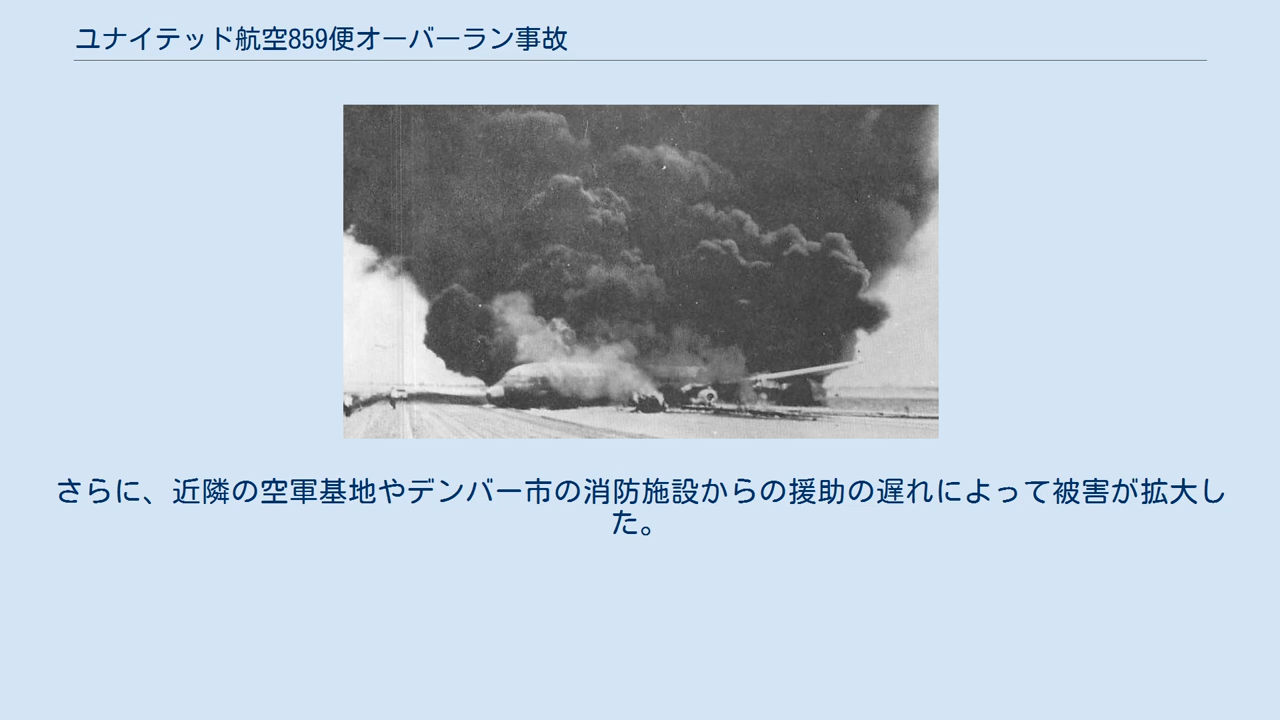 ユナイテッド航空859便オーバーラン事故
さらに、近隣の空軍基地やデンバー市の消防施設からの援助の遅れによって被害が拡大し
た。